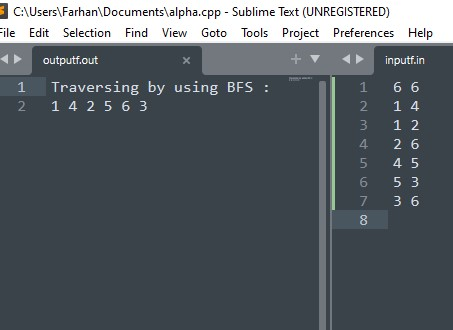 C:\Users\Farhan\Documents\alpha.cpp - Sublime Text (UNREGISTERED)
File Edit Selection Find View Goto Tools Project Preferences Help
outputf.out × + ▼
1 Traversing by using BFS :
2 1 4 2 5 6 3
inputf.in
1 6 6
2 1 4
3 1 2
4 2 6
5 4 5
6 5 3
7 3 6
8